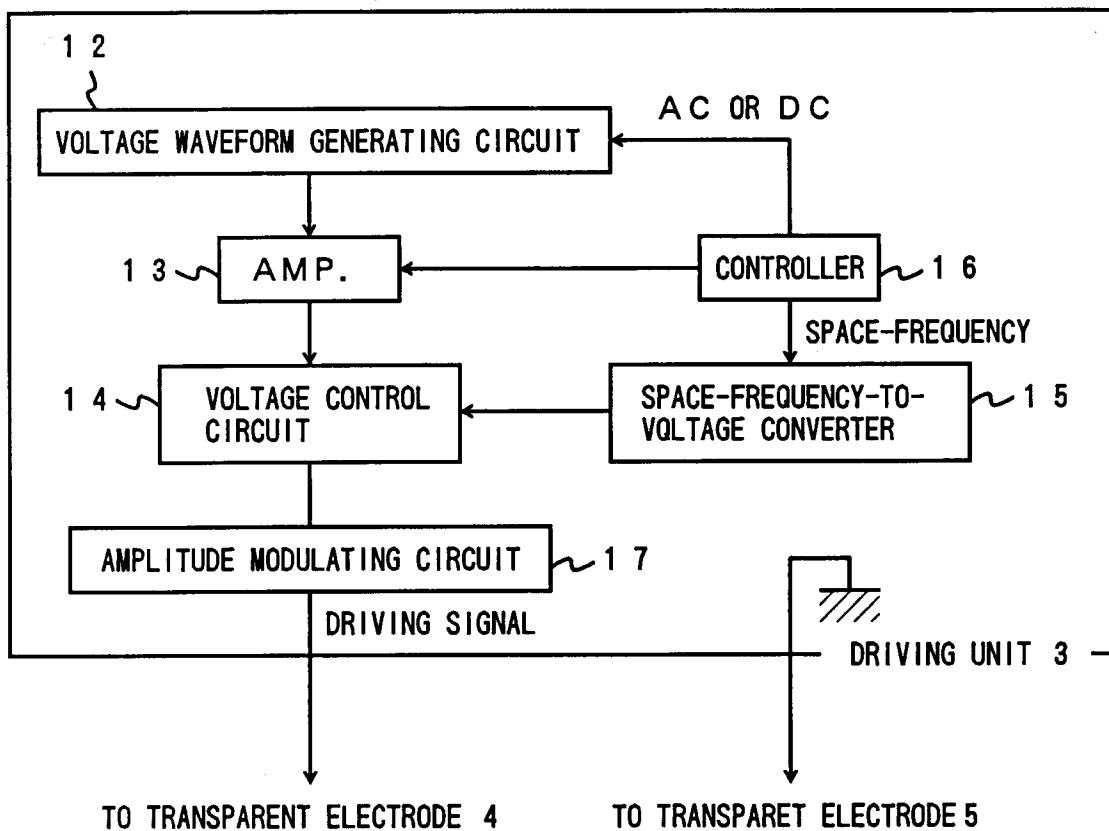 1 2
AC OR DC
VOLTAGE WAVEFORM GENERATING CIRCUIT
1 3
AMP.
CONTROLLER
1 6
SPACE-FREQUENCY
1 4
VOLTAGE CONTROL
CIRCUIT
SPACE-FREQUENCY-TO-
VOLTAGE CONVERTER
1 5
AMPLITUDE MODULATING CIRCUIT
1 7
DRIVING SIGNAL
DRIVING UNIT 3
TO TRANSPARENT ELECTRODE 4
TO TRANSPARET ELECTRODE 5